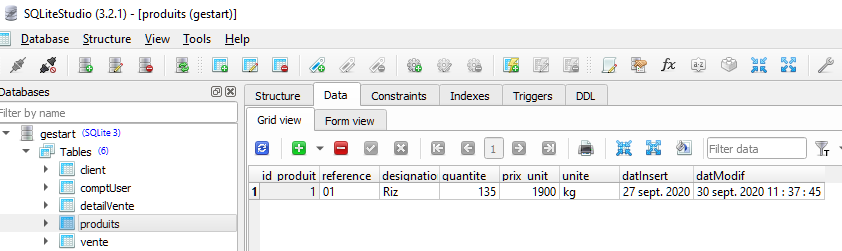 SQLiteStudio (3.2.1) - [produits (gestart)]
Database Structure View Tools Help
Databases
Filter by name
gestart (SQLite 3)
Tables (6)
client
comptUser
detailVente
produits
vente
Structure Data Constraints Indexes Triggers DDL
Grid view Form view
1 Filter data
id_produit reference designatio quantite prix_unit unite datInsert datModif
1 1 01 Riz 135 1900 kg 27 sept. 2020 30 sept. 2020 11 : 37 : 45